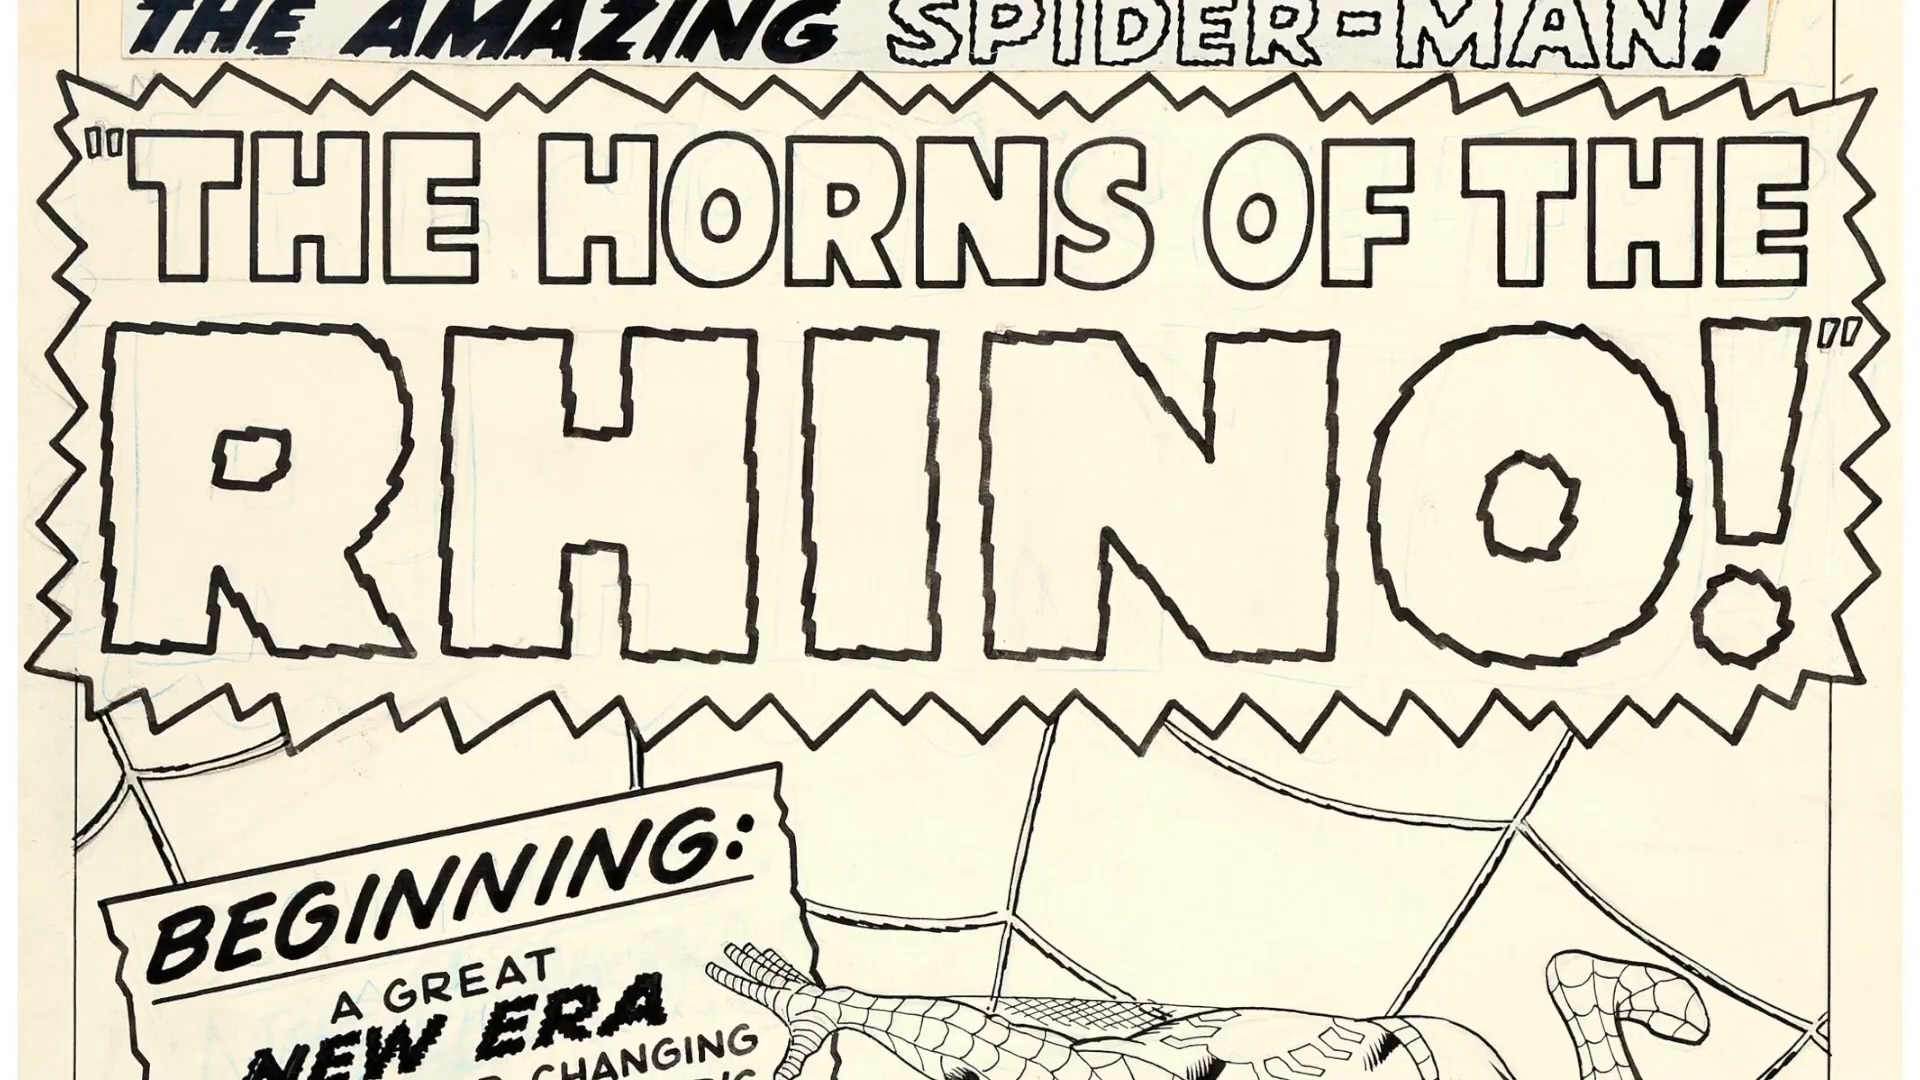 THE AMAZING SPIDER-MAN!
"THE HORNS OF THE
RHINO!"
BEGINNING:
A GREAT
NEW ERA
CHANGING